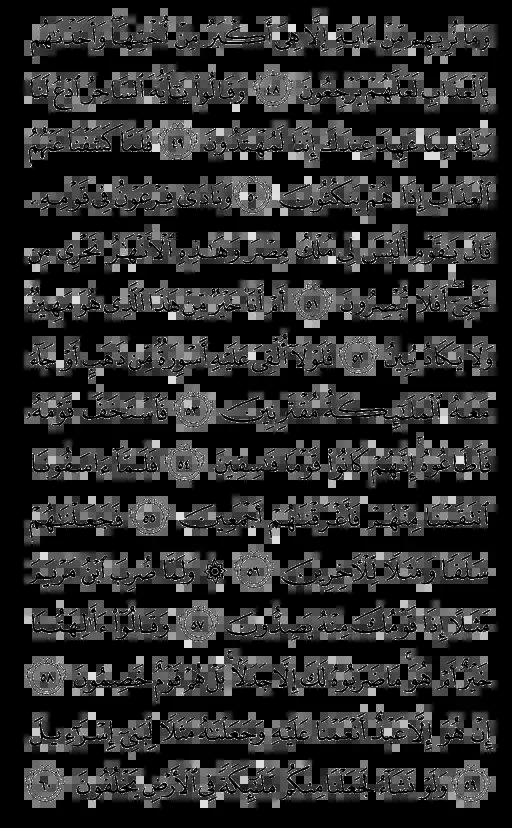 وَمَا نُرِيهِم مِّنْ ءَايَةٍ إِلَّا هِىَ أَكْبَرُ مِنْ أُخْتِهَا وَأَخَذْنَٰهُم
بِٱلْعَذَابِ لَعَلَّهُمْ يَرْجِعُونَ ٤٨ وَقَالُوا۟ يَٰٓأَيُّهَ ٱلسَّاحِرُ ٱدْعُ لَنَا
رَبَّكَ بِمَا عَهِدَ عِندَكَ إِنَّنَا لَمُهْتَدُونَ ٤٩ فَلَمَّا كَشَفْنَا عَنْهُمُ
ٱلْعَذَابَ إِذَا هُمْ يَنكُثُونَ ٥٠ وَنَادَىٰ فِرْعَوْنُ فِى قَوْمِهِۦ
قَالَ يَٰقَوْمِ أَلَيْسَ لِى مُلْكُ مِصْرَ وَهَٰذِهِ ٱلْأَنْهَٰرُ تَجْرِى مِن
تَحْتِىٓ أَفَلَا تُبْصِرُونَ ٥١ أَمْ أَنَا۠ خَيْرٌ مِّنْ هَٰذَا ٱلَّذِى هُوَ مَهِينٌ
وَلَا يَكَادُ يُبِينُ ٥٢ فَلَوْلَآ أُلْقِىَ عَلَيْهِ أَسْوِرَةٌ مِّن ذَهَبٍ أَوْ جَآءَ
مَعَهُ ٱلْمَلَٰٓئِكَةُ مُقْتَرِنِينَ ٥٣ فَٱسْتَخَفَّ قَوْمَهُۥ
فَأَطَاعُوهُ إِنَّهُمْ كَانُوا۟ قَوْمًا فَٰسِقِينَ ٥٤ فَلَمَّآ ءَاسَفُونَا
ٱنتَقَمْنَا مِنْهُمْ فَأَغْرَقْنَٰهُمْ أَجْمَعِينَ ٥٥ فَجَعَلْنَٰهُمْ
سَلَفًا وَمَثَلًا لِّلْءَاخِرِينَ ٥٦ ۞ وَلَمَّا ضُرِبَ ٱبْنُ مَرْيَمَ
مَثَلًا إِذَا قَوْمُكَ مِنْهُ يَصِدُّونَ ٥٧ وَقَالُوٓا۟ ءَأَٰلِهَتُنَا
خَيْرٌ أَمْ هُوَ مَا ضَرَبُوهُ لَكَ إِلَّا جَدَلًۢا بَلْ هُمْ قَوْمٌ خَصِمُونَ ٥٨
إِنْ هُوَ إِلَّا عَبْدٌ أَنْعَمْنَا عَلَيْهِ وَجَعَلْنَٰهُ مَثَلًا لِّبَنِىٓ إِسْرَٰٓءِيلَ
٥٩ وَلَوْ نَشَآءُ لَجَعَلْنَا مِنكُم مَّلَٰٓئِكَةً فِى ٱلْأَرْضِ يَخْلُفُونَ ٦٠